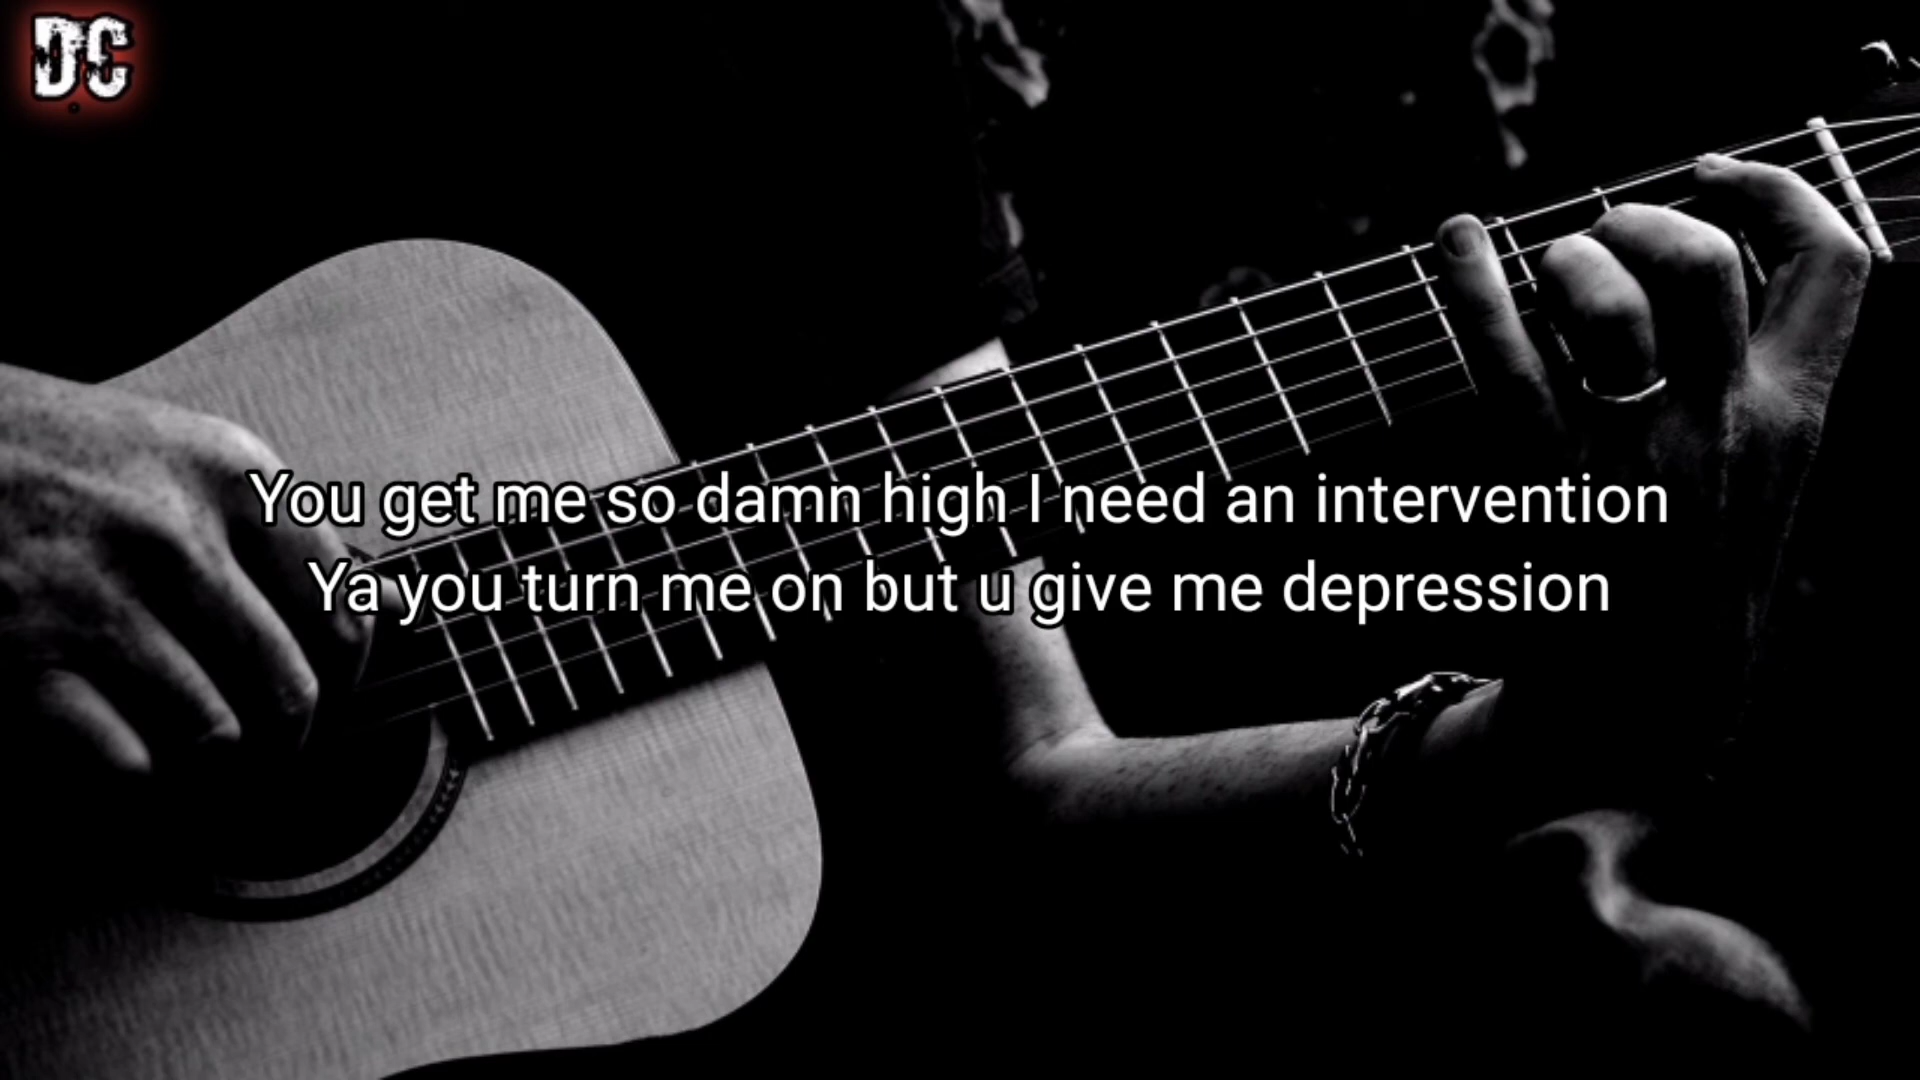 DC
You get me so damn high I need an intervention
Ya you turn me on but u give me depression